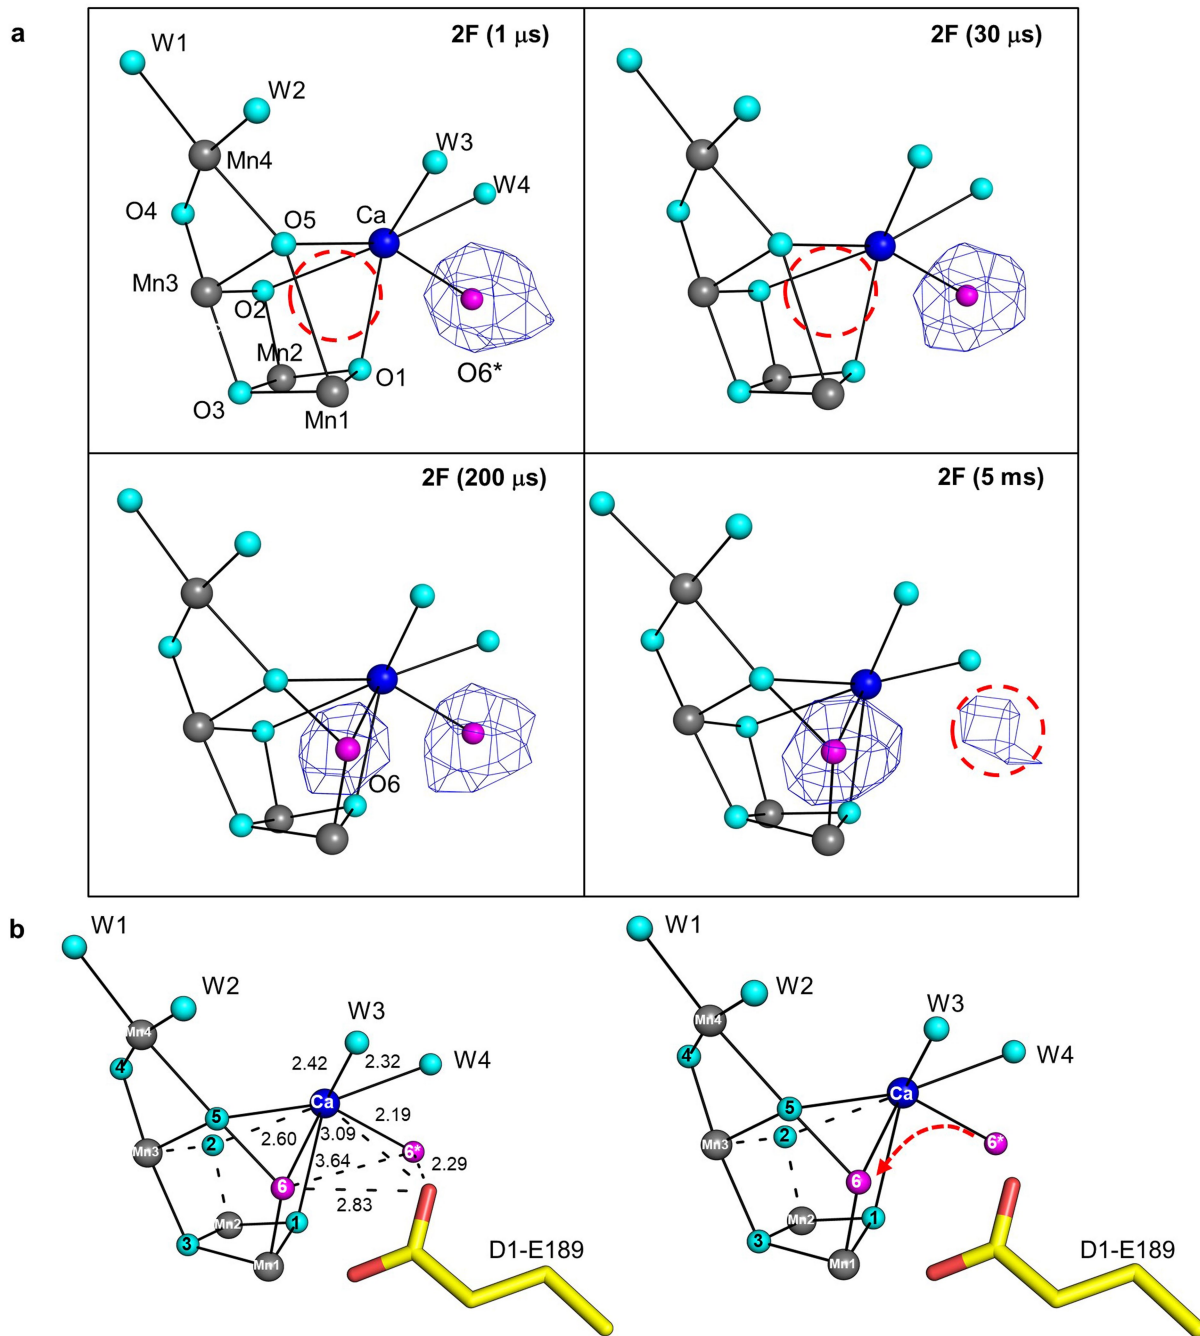 a
2F (1 μs)
2F (30 μs)
W1
W2
W3
Mn4
W4
O4
O5
Ca
Mn3
O2
Mn2
O6*
O1
O3
Mn1
2F (200 μs)
2F (5 ms)
O6
b
W1
W1
W2
W2
W3
W3
Mn4
Mn4
2.42
2.32
W4
W4
4
4
Ca
Ca
5
5
2.19
2
2
2.60
3.09
Mn3
Mn3
6*
6*
3.64
2.29
6
6
2.83
Mn2
Mn2
1
1
3
3
D1-E189
D1-E189
Mn1
Mn1